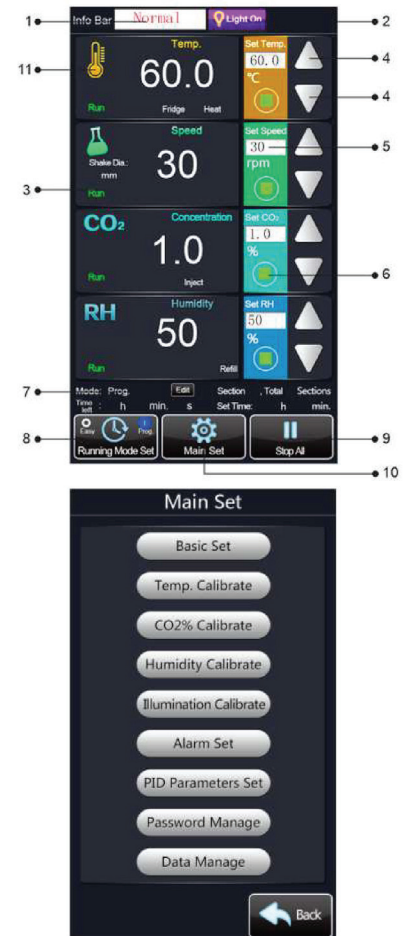 1 Info Bar Normal Light On 2
11 Temp. Set Temp.
60.0 60.0 4
℃
Run Fridge Heat 4
Speed Set Speed
Shake Dia.: 30 30 5
mm rpm
3 Run
CO₂ Concentration Set CO₂
1.0 1.0
% 6
Run Inject
RH Humidity Set RH
50 50
%
Run Refill
7 Mode: Prog. Edit Section , Total Sections
Time left : h min. s Set Time: h min.
8 Easy Prog. 9
Running Mode Set Main Set Stop All
10
Main Set
Basic Set
Temp. Calibrate
CO2% Calibrate
Humidity Calibrate
Illumination Calibrate
Alarm Set
PID Parameters Set
Password Manage
Data Manage
Back